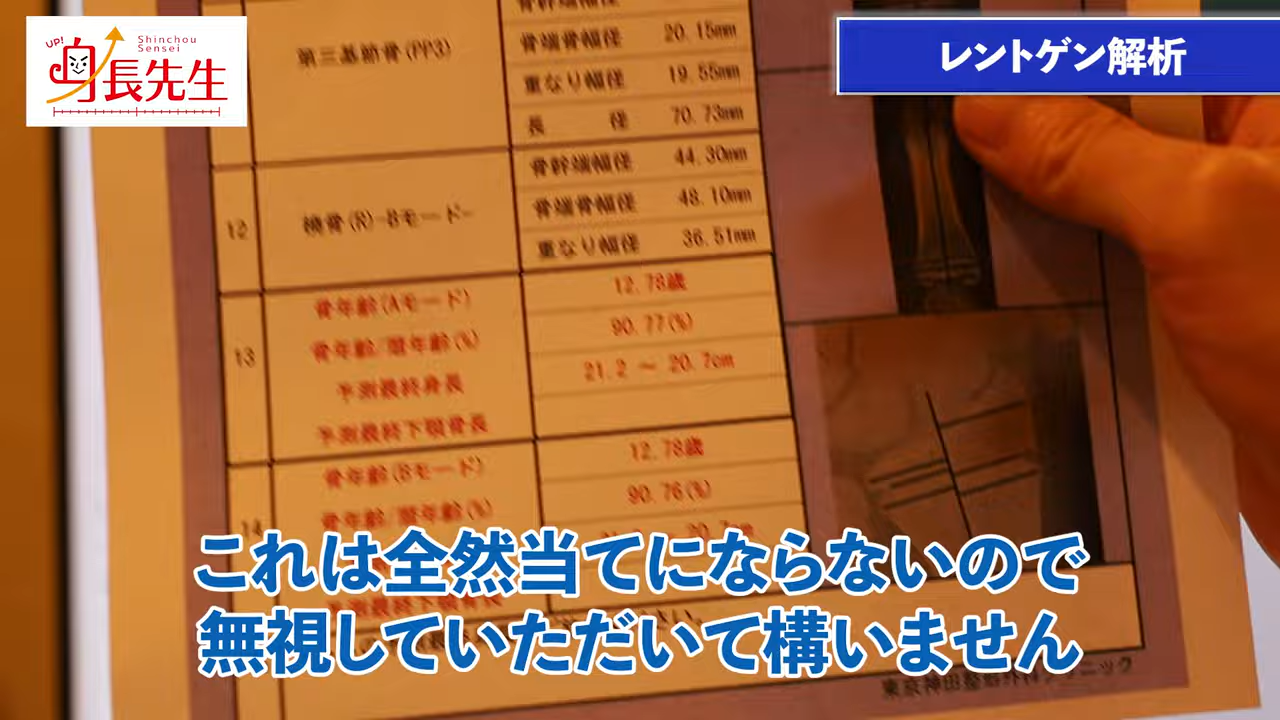 UP!
Shinchou
Sensei
身長先生
レントゲン解析
第三基節骨(PP3)
骨端骨幅径 20.15mm
重なり幅径 19.55mm
長 径 70.73mm
12
橈骨(R)-Bモード-
骨幹端幅径 44.30mm
骨端骨幅径 48.10mm
重なり幅径 36.51mm
13
骨年齢(Aモード) 12.78歳
骨年齢/暦年齢(%) 90.77(%)
予測最終身長 21.2 ～ 20.7cm
予測最終下顎骨長
14
骨年齢(Bモード) 12.78歳
骨年齢/暦年齢(%) 90.76(%)
20.7cm
これは全然当てにならないので
無視していただいて構いません